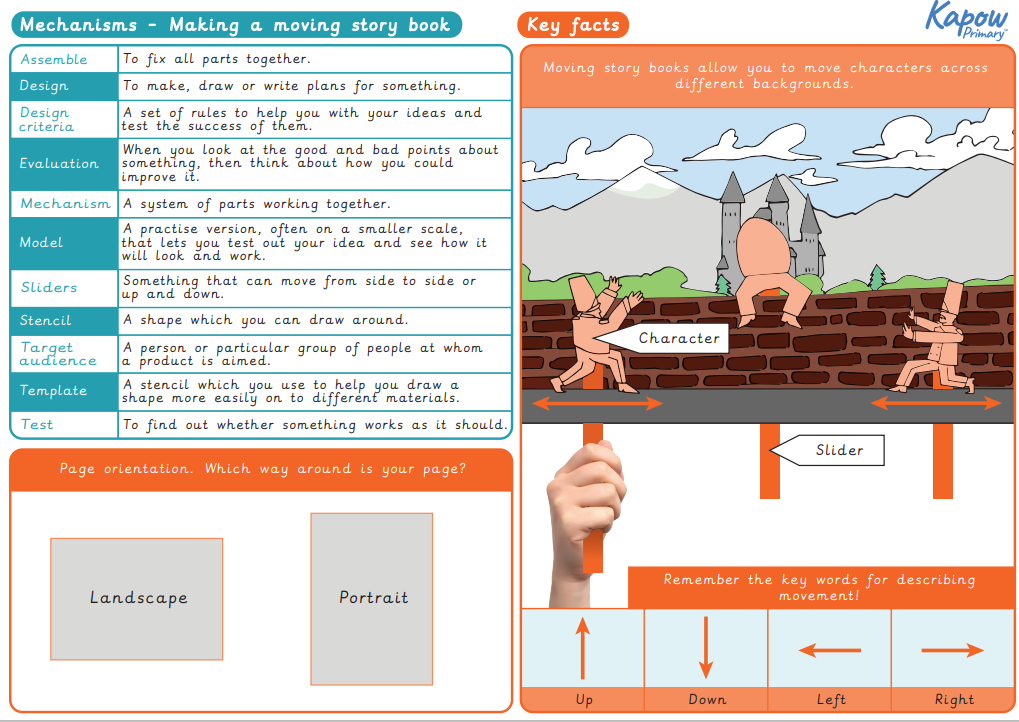 Mechanisms - Making a moving story book
Assemble
To fix all parts together.
Design
To make, draw or write plans for something.
Design
criteria
A set of rules to help you with your ideas and
test the success of them.
Evaluation
When you look at the good and bad points about
something, then think about how you could
improve it.
Mechanism
A system of parts working together.
Model
A practise version, often on a smaller scale,
that lets you test out your idea and see how it
will look and work.
Sliders
Something that can move from side to side or
up and down.
Stencil
A shape which you can draw around.
Target
audience
A person or particular group of people at whom
a product is aimed.
Template
A stencil which you use to help you draw a
shape more easily on to different materials.
Test
To find out whether something works as it should.
Page orientation. Which way around is your page?
Landscape
Portrait
Key facts
Kapow
Primary™
Moving story books allow you to move characters across
different backgrounds.
Character
Slider
Remember the key words for describing
movement!
Up
Down
Left
Right